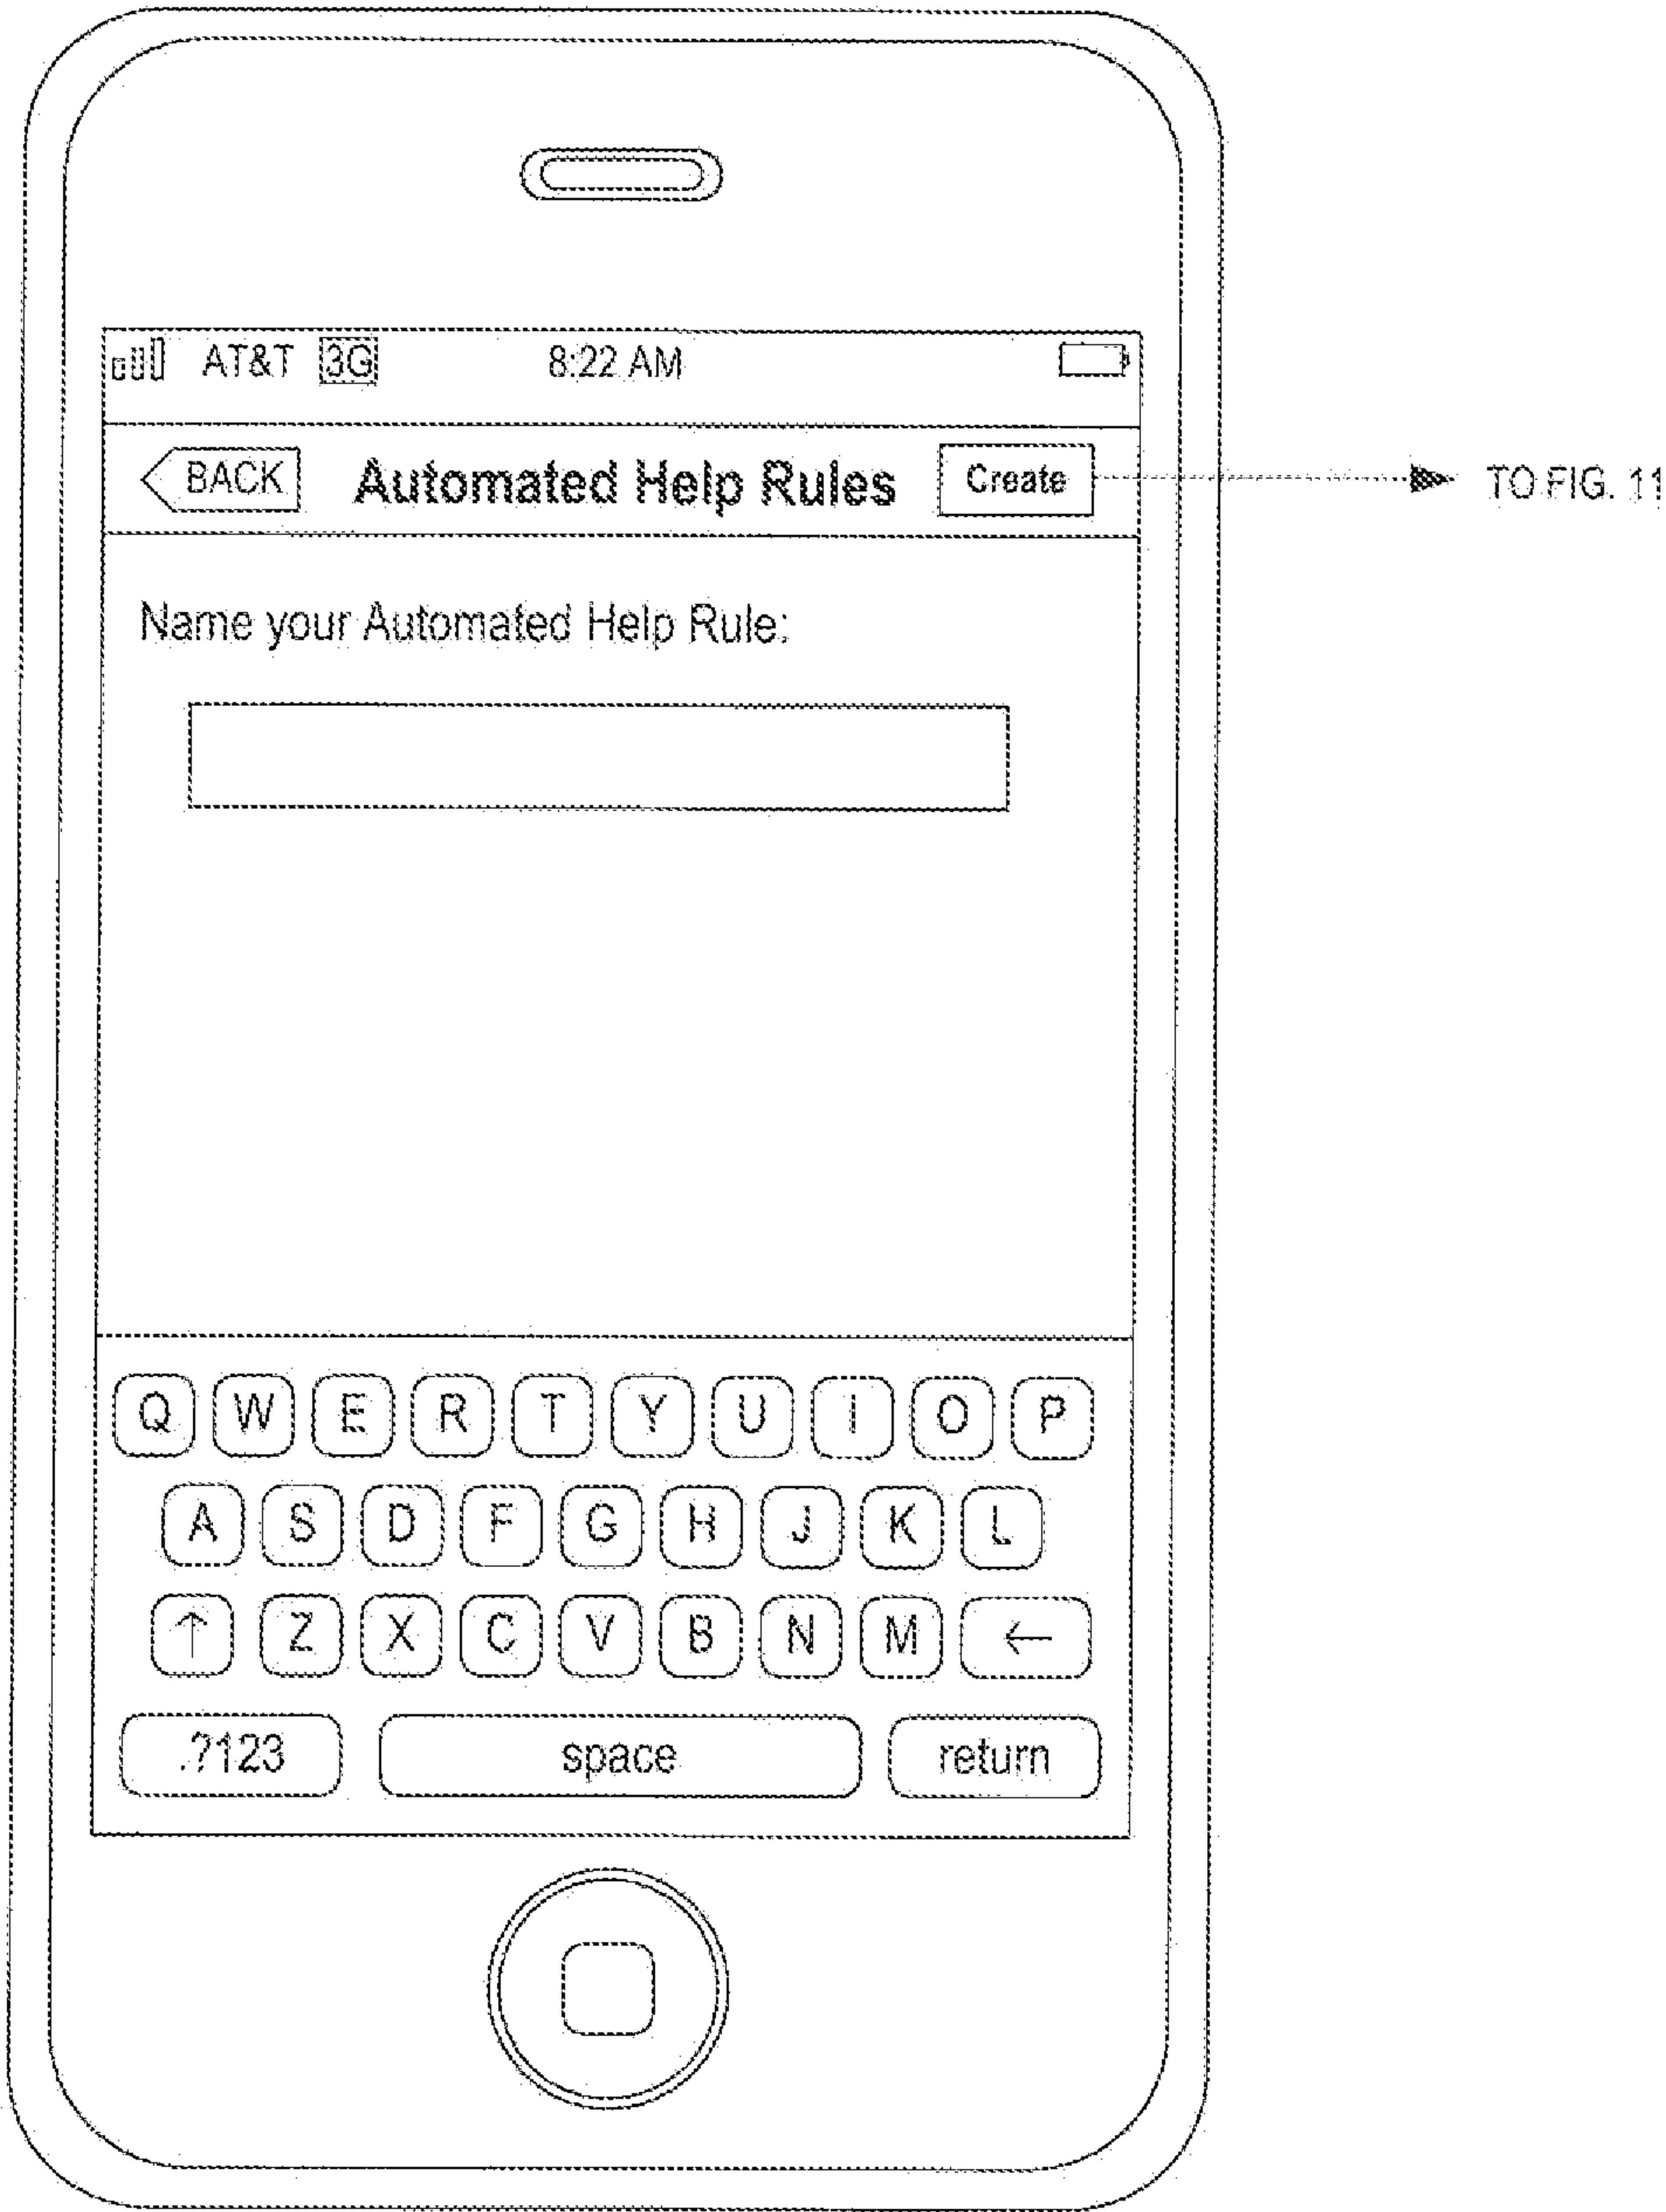 AT&T 3G 8:22 AM
BACK Automated Help Rules Create TO FIG. 11
Name your Automated Help Rule:
Q W E R T Y U I O P
A S D F G H J K L
↑ Z X C V B N M ←
.?123 space return